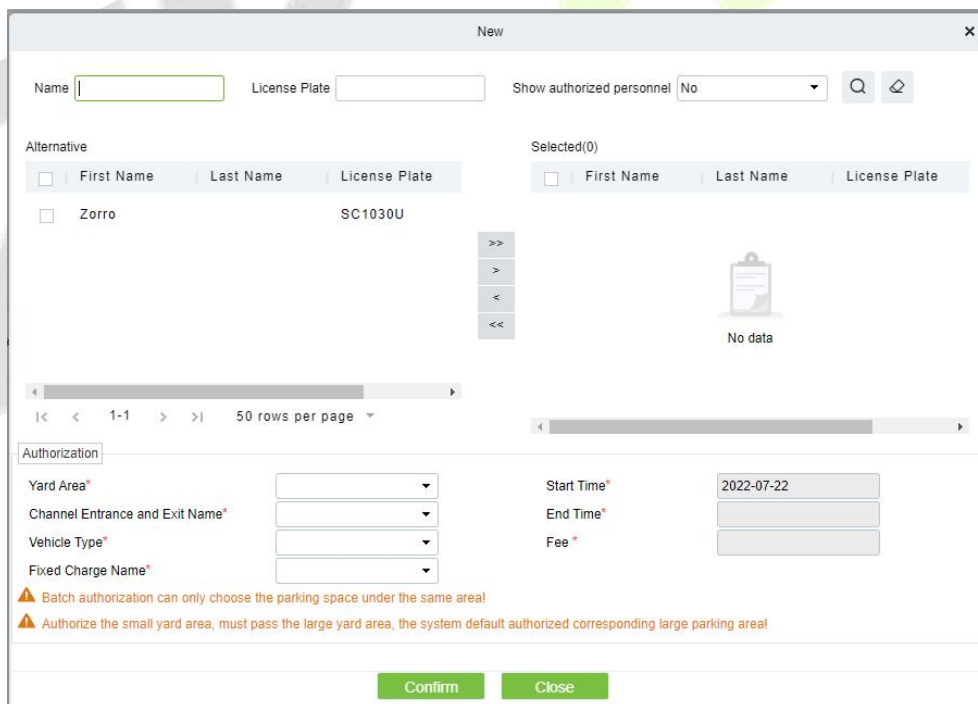 New
Name License Plate Show authorized personnel No
Alternative Selected(0)
First Name Last Name License Plate First Name Last Name License Plate
Zorro SC1030U
>>
>
<
<<
No data
1-1 50 rows per page
Authorization
Yard Area* Start Time* 2022-07-22
Channel Entrance and Exit Name* End Time*
Vehicle Type* Fee *
Fixed Charge Name*
Batch authorization can only choose the parking space under the same area!
Authorize the small yard area, must pass the large yard area, the system default authorized corresponding large parking area!
Confirm Close